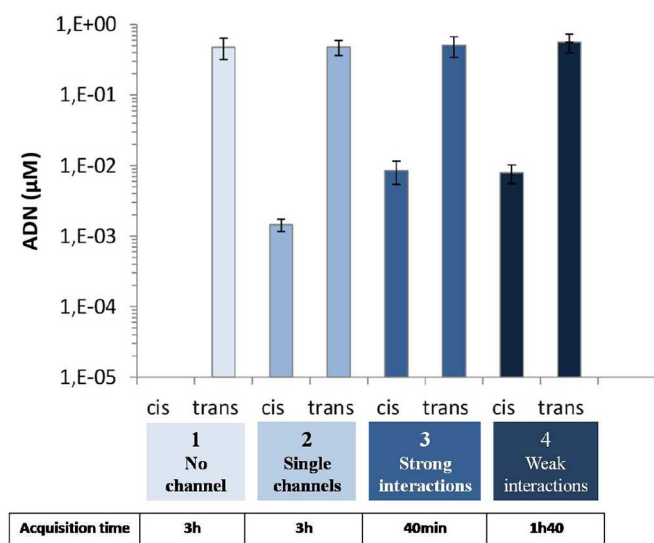 ADN (µM)
1,E+00
1,E-01
1,E-02
1,E-03
1,E-04
1,E-05
cis trans cis trans cis trans cis trans
1
No
channel
2
Single
channels
3
Strong
interactions
4
Weak
interactions
Acquisition time 3h 3h 40min 1h40